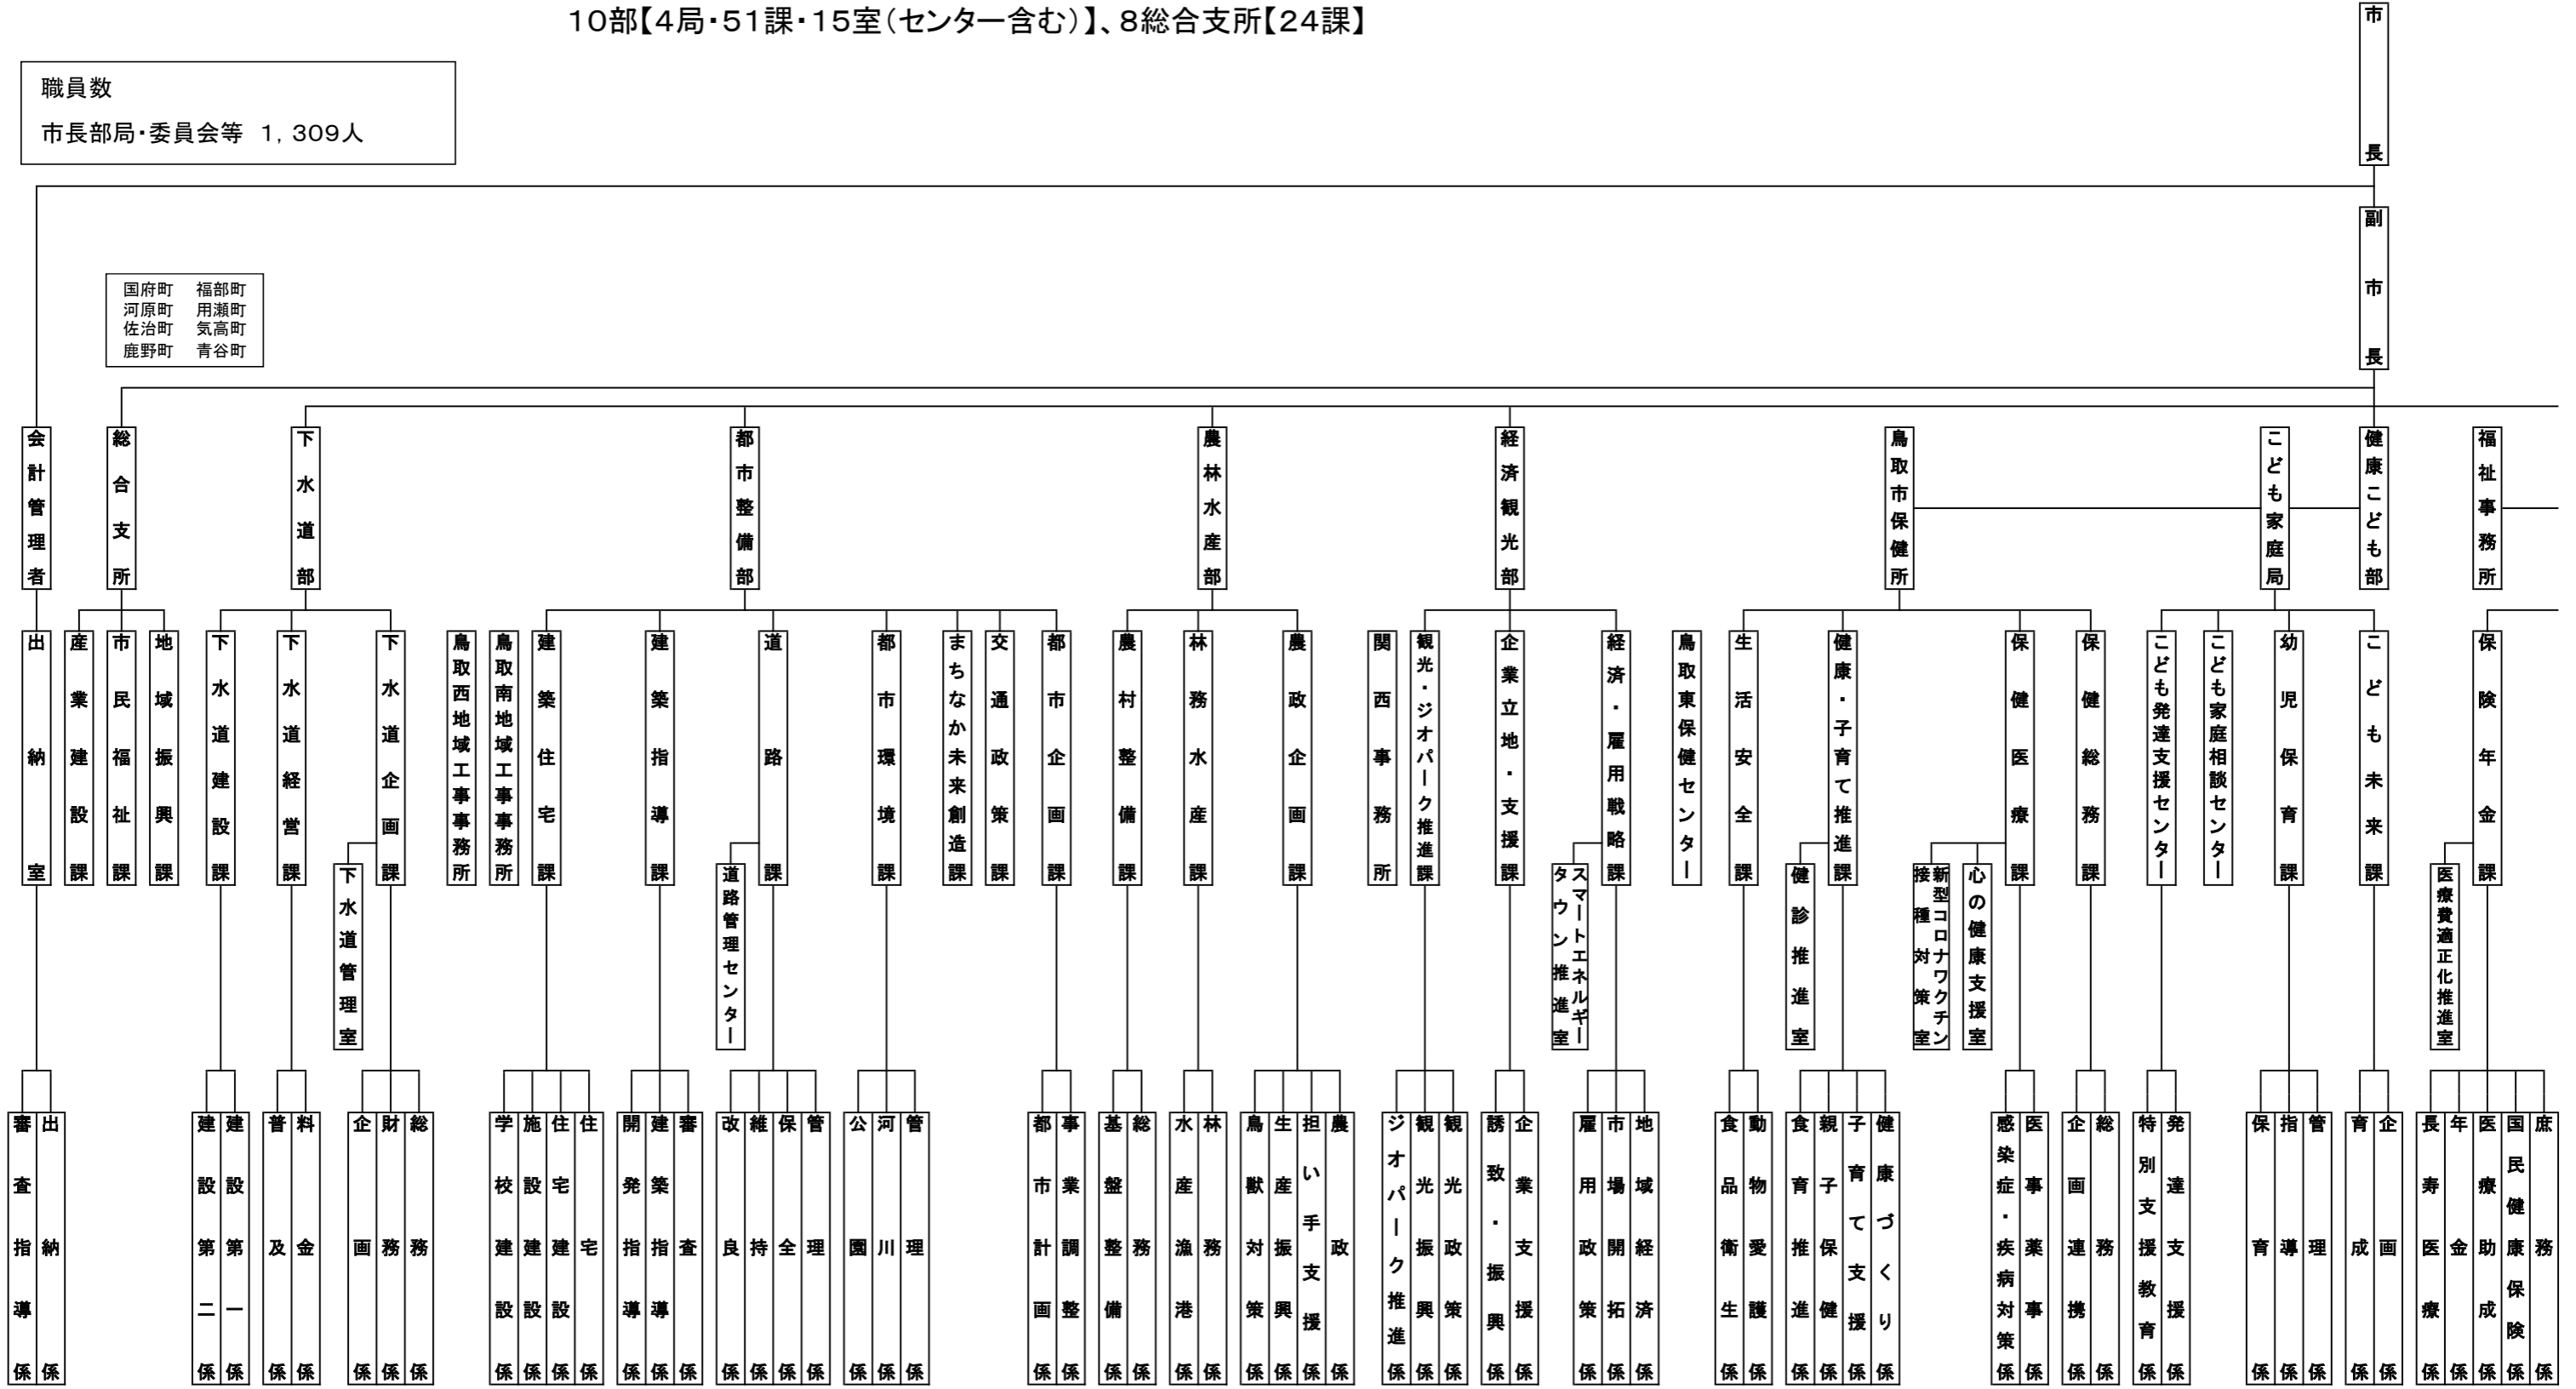 10部【4局・51課・15室（センター含む）】、8総合支所【24課】
職員数
市長部局・委員会等　1,309人
市長
副市長
国府町　福部町
河原町　用瀬町
佐治町　気高町
鹿野町　青谷町
会計管理者
総合支所
下水道部
都市整備部
農林水産部
経済観光部
鳥取市保健所
こども家庭局
健康こども部
福祉事務所
出納室
産業建設課
市民福祉課
地域振興課
下水道建設課
下水道経営課
下水道企画課
鳥取西地域工事事務所
鳥取南地域工事事務所
建築住宅課
建築指導課
道路課
都市環境課
まちなか未来創造課
交通政策課
都市企画課
農村整備課
林務水産課
農政企画課
関西事務所
観光・ジオパーク推進課
企業立地・支援課
経済・雇用戦略課
鳥取東保健センター
生活安全課
健康・子育て推進課
保健医療課
保健総務課
こども発達支援センター
こども家庭相談センター
幼児保育課
こども未来課
保険年金課
下水道管理室
道路管理センター
スマートエネルギー
タウン推進室
健診推進室
新型コロナワクチン
接種対策室
心の健康支援室
医療費適正化推進室
審査指導係
出納係
建設第二係
建設第一係
普及係
料金係
企画係
財務係
総務係
学校建設係
施設建設係
住宅建設係
住宅係
開発指導係
建築指導係
審査係
改良係
維持係
保全係
管理係
公園係
河川係
管理係
都市計画係
事業調整係
基盤整備係
総務係
水産漁港係
林務係
鳥獣対策係
生産振興係
担い手支援係
農政係
ジオパーク推進係
観光振興係
観光政策係
誘致・振興係
企業支援係
雇用政策係
市場開拓係
地域経済係
食品衛生係
動物愛護係
食育推進係
親子保健係
子育て支援係
健康づくり係
感染症・疾病対策係
医事薬事係
企画連携係
総務係
特別支援教育係
発達支援係
保育係
指導係
管理係
育成係
企画係
長寿医療係
年金係
医療助成係
国民健康保険係
庶務係